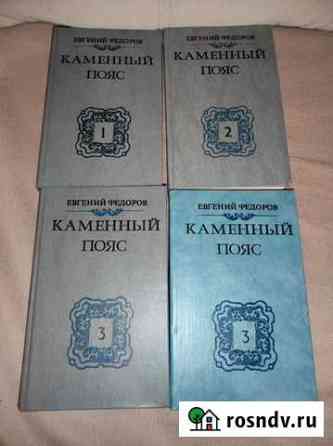 ЕВГЕНИЙ ФЕДОРОВ
КАМЕННЫЙ
ПОЯС
1
ЕВГЕНИЙ ФЕДОРОВ
КАМЕННЫЙ
ПОЯС
2
ЕВГЕНИЙ ФЕДОРОВ
КАМЕННЫЙ
ПОЯС
3
ЕВГЕНИЙ ФЕДОРОВ
КАМЕННЫЙ
ПОЯС
3
rosndv.ru